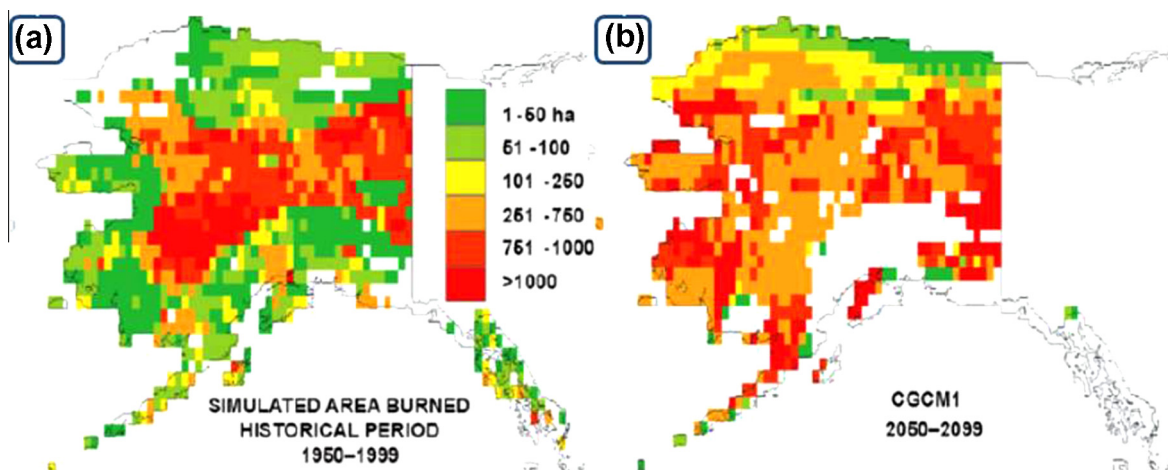 (a)
(b)
1-50 ha
51-100
101-250
251-750
751-1000
>1000
SIMULATED AREA BURNED
HISTORICAL PERIOD
1950–1999
CGCM1
2050–2099